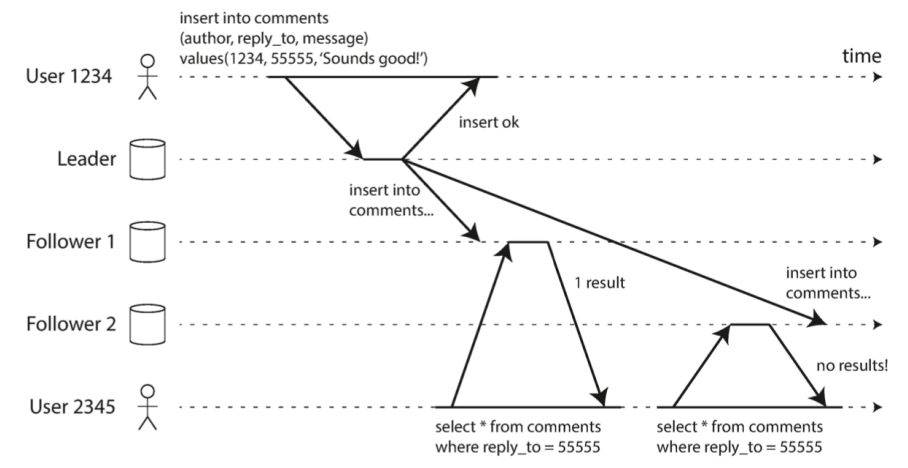 insert into comments
(author, reply_to, message)
values(1234, 55555, ‘Sounds good!’)
time
User 1234
insert ok
Leader
insert into
comments...
Follower 1
1 result
insert into
comments...
Follower 2
no results!
User 2345
select * from comments
where reply_to = 55555
select * from comments
where reply_to = 55555